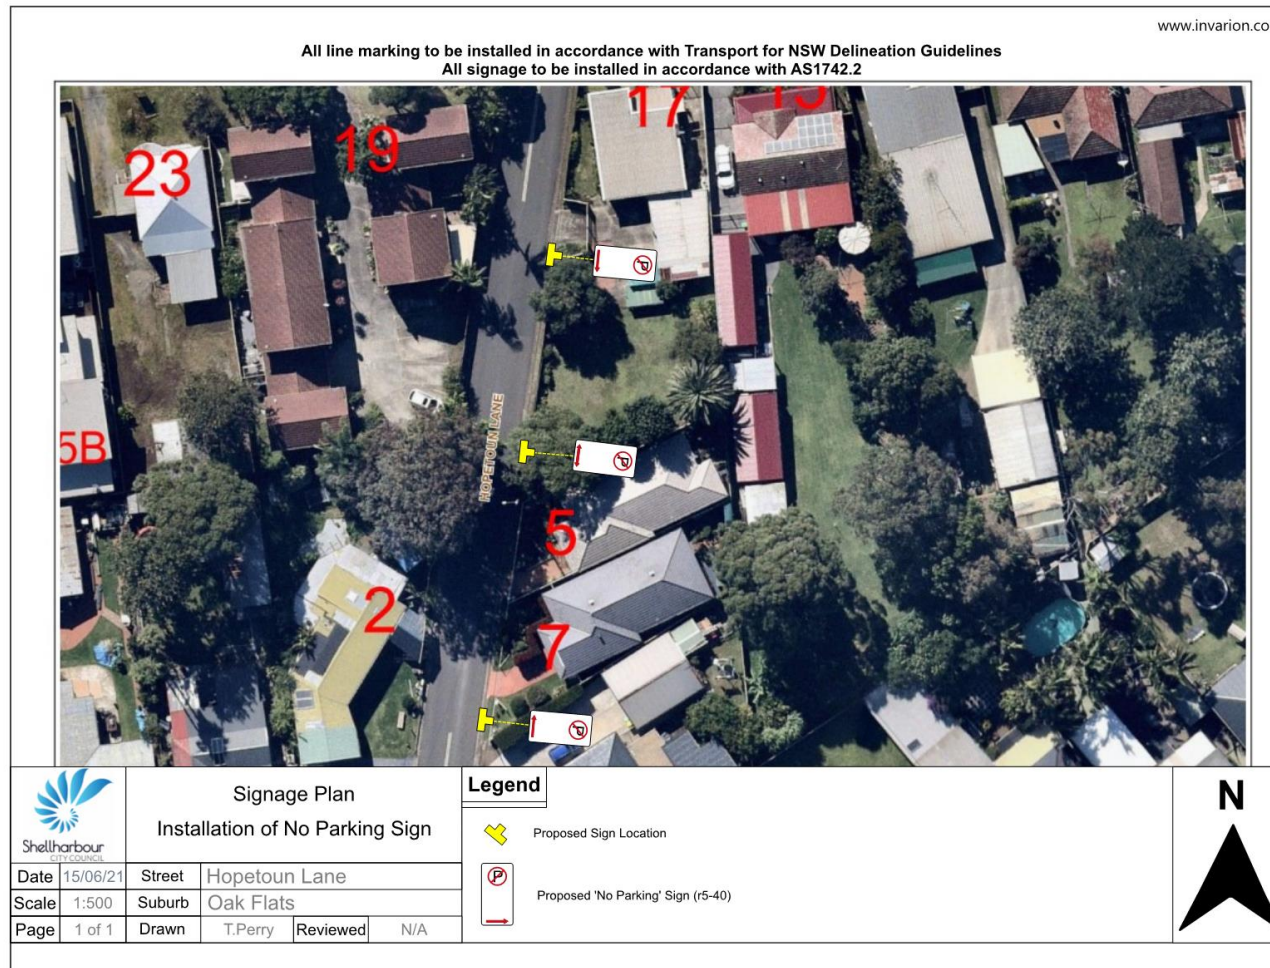 www.invarion.co
All line marking to be installed in accordance with Transport for NSW Delineation Guidelines
All signage to be installed in accordance with AS1742.2
17
15
19
23
P
HOPETOUN LANE
5B
P
5
2
7
P
Shellharbour
CITY COUNCIL
Signage Plan
Installation of No Parking Sign
Date 15/06/21 Street Hopetoun Lane
Scale 1:500 Suburb Oak Flats
Page 1 of 1 Drawn T.Perry Reviewed N/A
Legend
Proposed Sign Location
P
Proposed 'No Parking' Sign (r5-40)
N